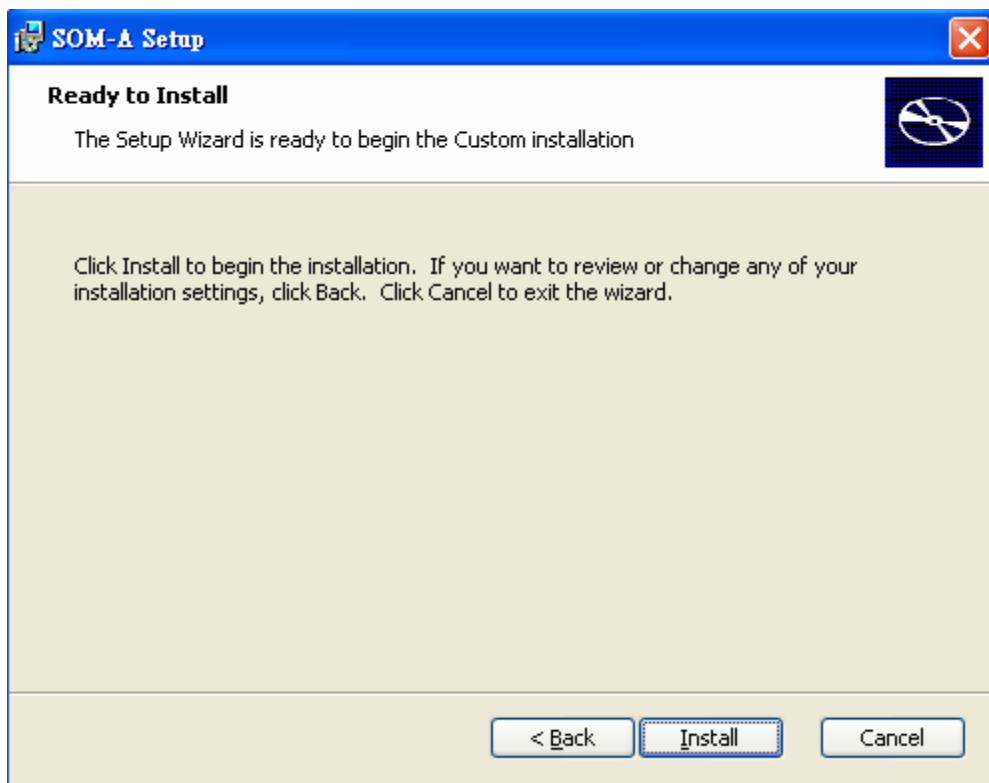 SOM-A Setup
Ready to Install
The Setup Wizard is ready to begin the Custom installation
Click Install to begin the installation.  If you want to review or change any of your
installation settings, click Back.  Click Cancel to exit the wizard.
< Back
Install
Cancel